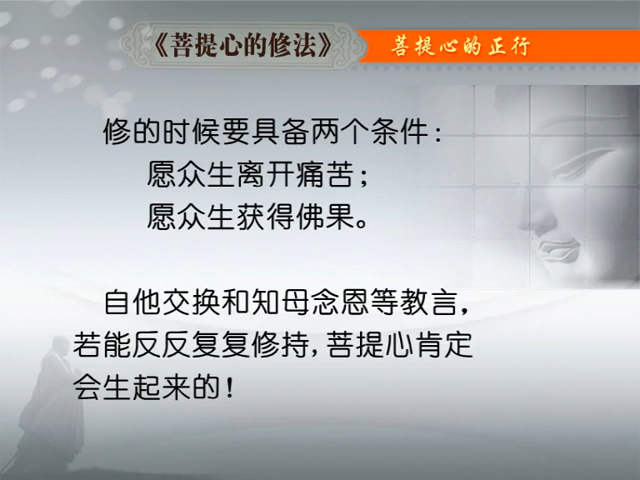 《菩提心的修法》
菩提心的正行
修的时候要具备两个条件:
愿众生离开痛苦;
愿众生获得佛果。
自他交换和知母念恩等教言,
若能反反复复修持,菩提心肯定
会生起来的!